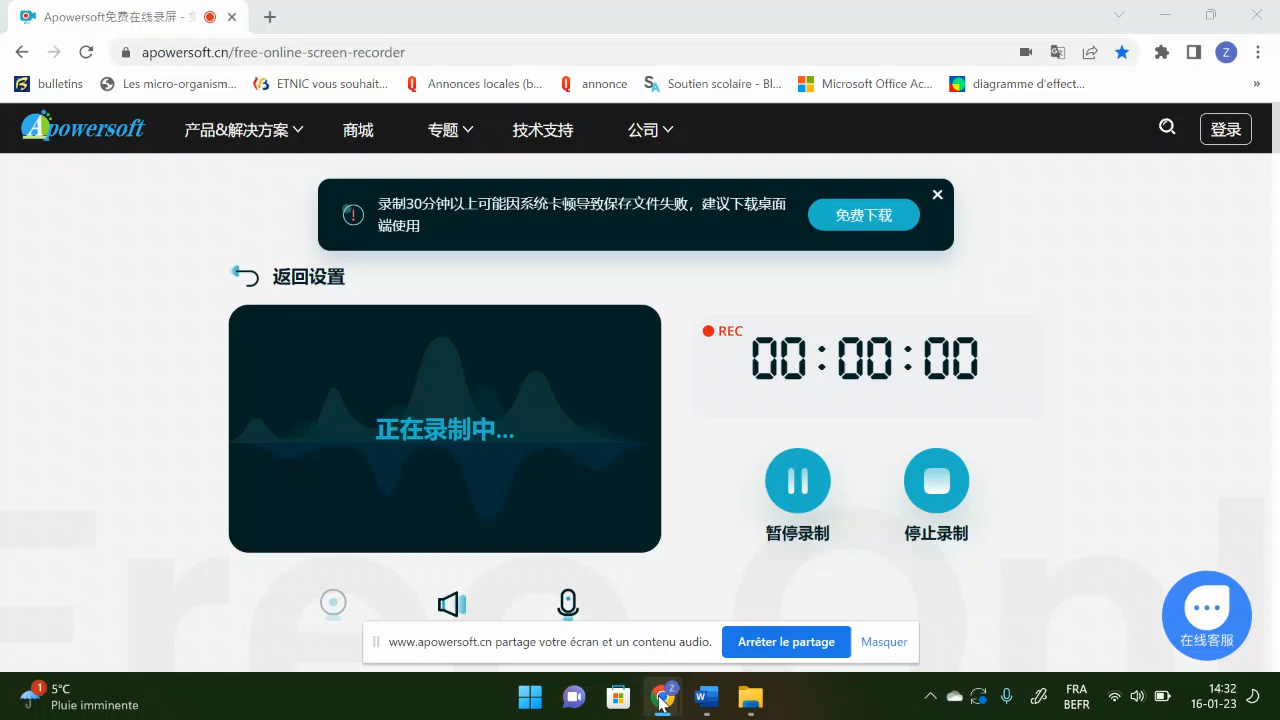 Apowersoft免费在线录屏 -
apowersoft.cn/free-online-screen-recorder
Z
bulletins
Les micro-organism...
ETNIC vous souhait...
Annonces locales (b...
annonce
Soutien scolaire - Bl...
Microsoft Office Ac...
diagramme d'effect...
»
Apowersoft
产品&解决方案
商城
专题
技术支持
公司
登录
录制30分钟以上可能因系统卡顿导致保存文件失败，建议下载桌面
端使用
免费下载
返回设置
正在录制中...
REC
00:00:00
暂停录制
停止录制
Free Onl
在线客服
www.apowersoft.cn partage votre écran et un contenu audio.
Arrêter le partage
Masquer
1
5°C
Pluie imminente
Z
W
FRA
BEFR
14:32
16-01-23